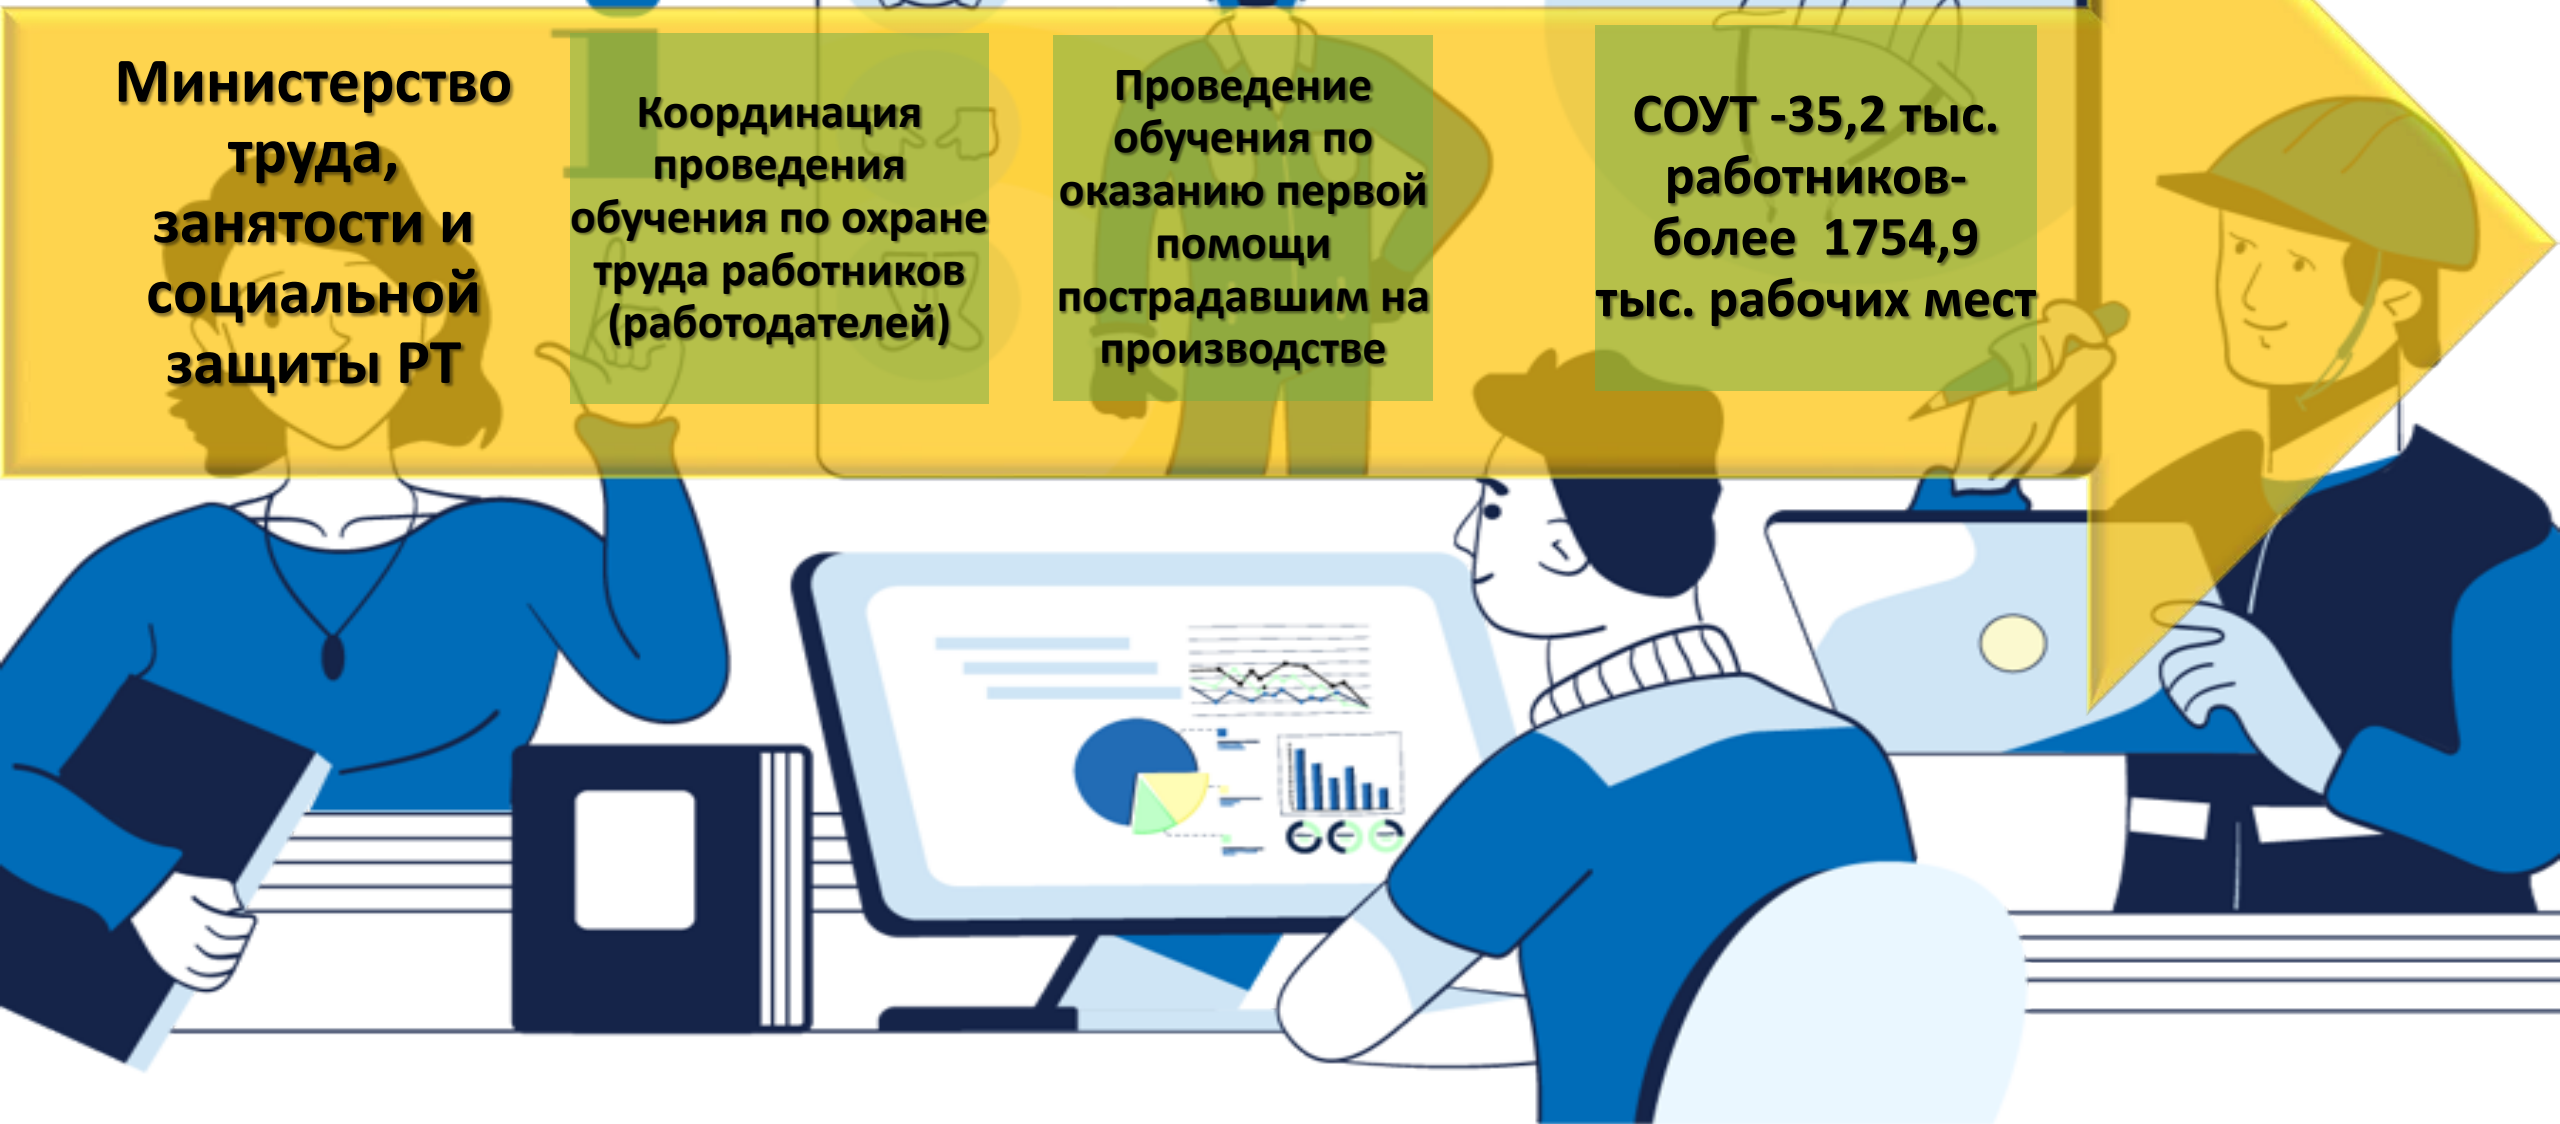 Министерство
труда,
занятости и
социальной
защиты РТ
Координация
проведения
обучения по охране
труда работников
(работодателей)
Проведение
обучения по
оказанию первой
помощи
пострадавшим на
производстве
СОУТ -35,2 тыс.
работников-
более  1754,9
тыс. рабочих мест